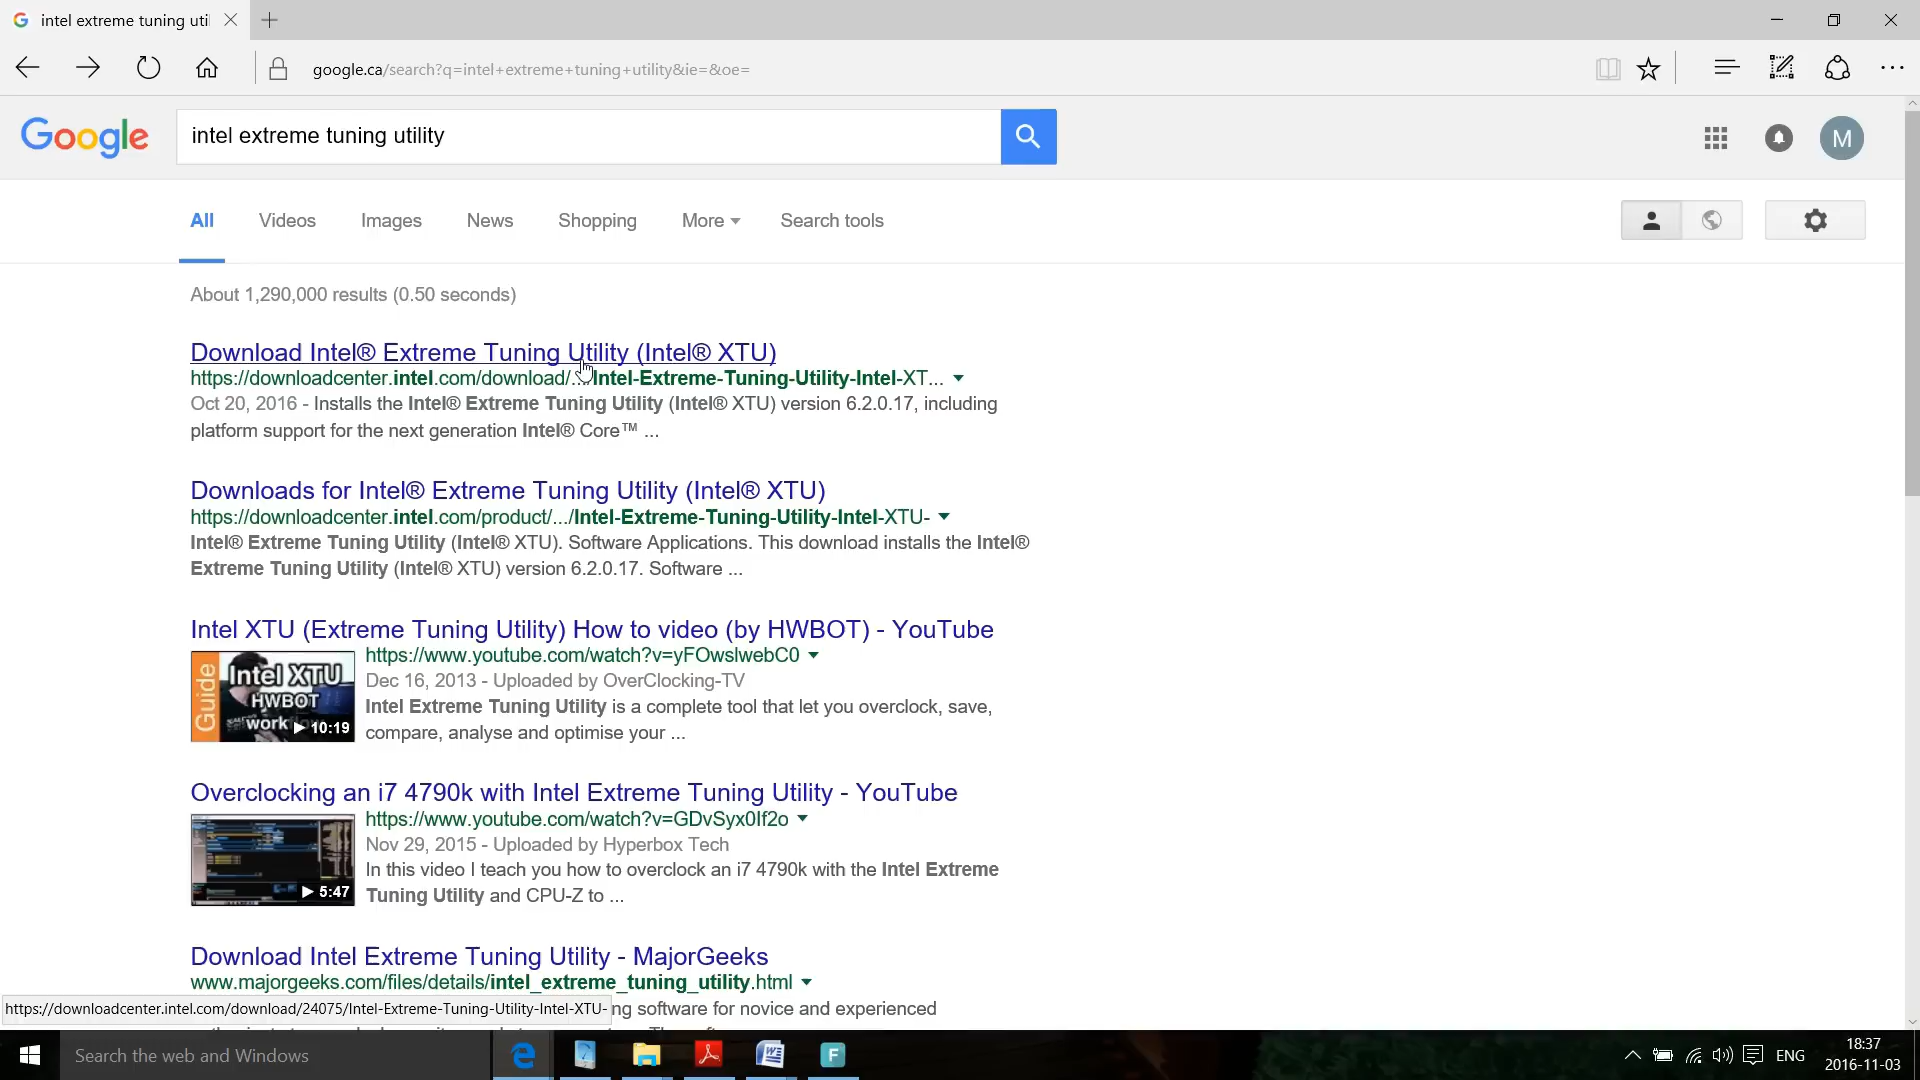 intel extreme tuning uti
google.ca/search?q=intel+extreme+tuning+utility&ie=&oe=
Google
intel extreme tuning utility
M
All Videos Images News Shopping More Search tools
About 1,290,000 results (0.50 seconds)
Download Intel® Extreme Tuning Utility (Intel® XTU)
https://downloadcenter.intel.com/download/.../Intel-Extreme-Tuning-Utility-Intel-XT...
Oct 20, 2016 - Installs the Intel® Extreme Tuning Utility (Intel® XTU) version 6.2.0.17, including
platform support for the next generation Intel® Core™ ...
Downloads for Intel® Extreme Tuning Utility (Intel® XTU)
https://downloadcenter.intel.com/product/.../Intel-Extreme-Tuning-Utility-Intel-XTU-
Intel® Extreme Tuning Utility (Intel® XTU). Software Applications. This download installs the Intel®
Extreme Tuning Utility (Intel® XTU) version 6.2.0.17. Software ...
Intel XTU (Extreme Tuning Utility) How to video (by HWBOT) - YouTube
Guide
Intel XTU
HWBOT
work
10:19
https://www.youtube.com/watch?v=yFOwslwebC0
Dec 16, 2013 - Uploaded by OverClocking-TV
Intel Extreme Tuning Utility is a complete tool that let you overclock, save,
compare, analyse and optimise your ...
Overclocking an i7 4790k with Intel Extreme Tuning Utility - YouTube
5:47
https://www.youtube.com/watch?v=GDvSyx0If2o
Nov 29, 2015 - Uploaded by Hyperbox Tech
In this video I teach you how to overclock an i7 4790k with the Intel Extreme
Tuning Utility and CPU-Z to ...
Download Intel Extreme Tuning Utility - MajorGeeks
www.majorgeeks.com/files/details/intel_extreme_tuning_utility.html
https://downloadcenter.intel.com/download/24075/Intel-Extreme-Tuning-Utility-Intel-XTU-
ng software for novice and experienced
Search the web and Windows
F
ENG
18:37
2016-11-03